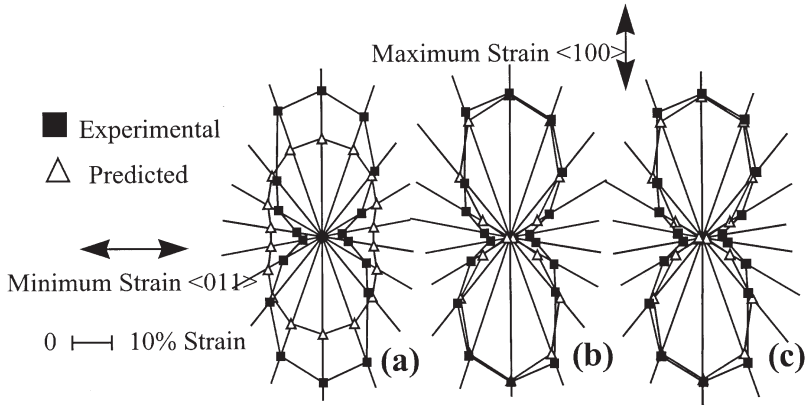 Maximum Strain <100>
Experimental
Predicted
Minimum Strain <011>
0 10% Strain
(a)
(b)
(c)